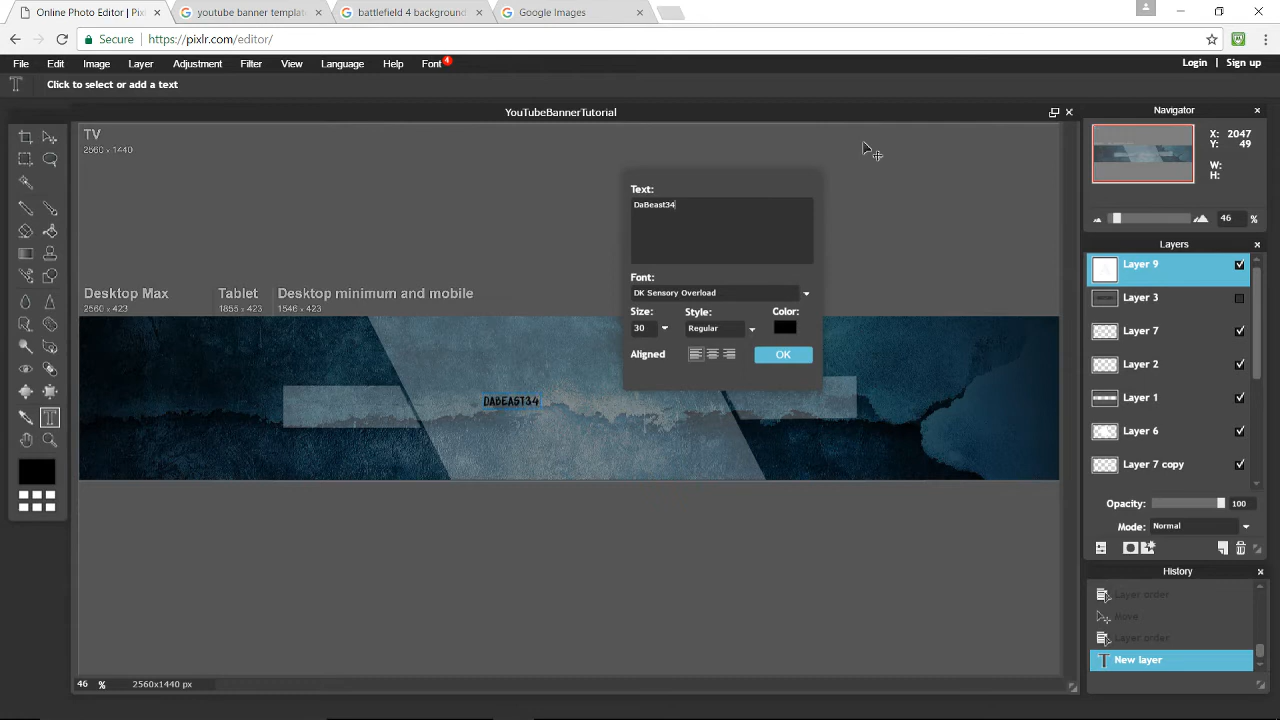 Online Photo Editor | Pixl
youtube banner templat
battlefield 4 background
Google Images
Secure
https://pixlr.com/editor/
File Edit Image Layer Adjustment Filter View Language Help Font 4
Login | Sign up
Click to select or add a text
YouTubeBannerTutorial
TV
2560 x 1440
Desktop Max
2560 x 423
Tablet
1855 x 423
Desktop minimum and mobile
1546 x 423
DABEAST34
Text:
DaBeast34
Font:
DK Sensory Overload
Size:
Style:
Color:
30
Regular
Aligned
OK
Navigator
X: 2047
Y: 49
W:
H:
46 %
Layers
Layer 9
Layer 3
Layer 7
Layer 2
Layer 1
Layer 6
Layer 7 copy
Opacity: 100
Mode: Normal
History
Layer order
Move
Layer order
New layer
46 % 2560x1440 px